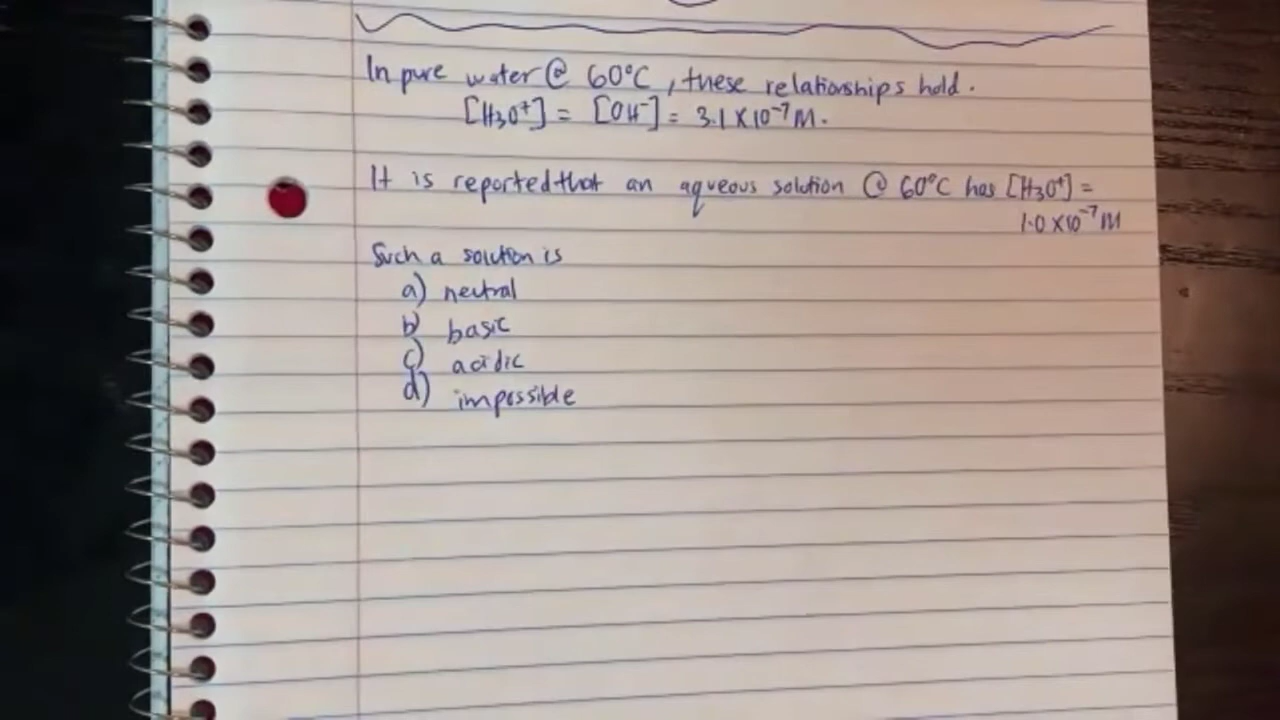 In pure water @ 60°C, these relationships hold.
[H3O+] = [OH-] = 3.1 X 10⁻⁷ M.
It is reported that an aqueous solution @ 60°C has [H3O+] =
1.0 X 10⁻⁷ M
Such a solution is
a) neutral
b) basic
c) acidic
d) impossible